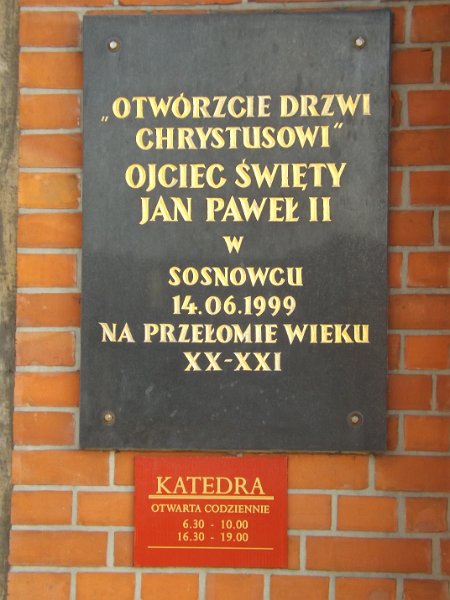 „OTWÓRZCIE DRZWI
CHRYSTUSOWI"
OJCIEC ŚWIĘTY
JAN PAWEŁ II
W
SOSNOWCU
14.06.1999
NA PRZEŁOMIE WIEKU
XX-XXI
KATEDRA
OTWARTA CODZIENNIE
6.30 - 10.00
16.30 - 19.00